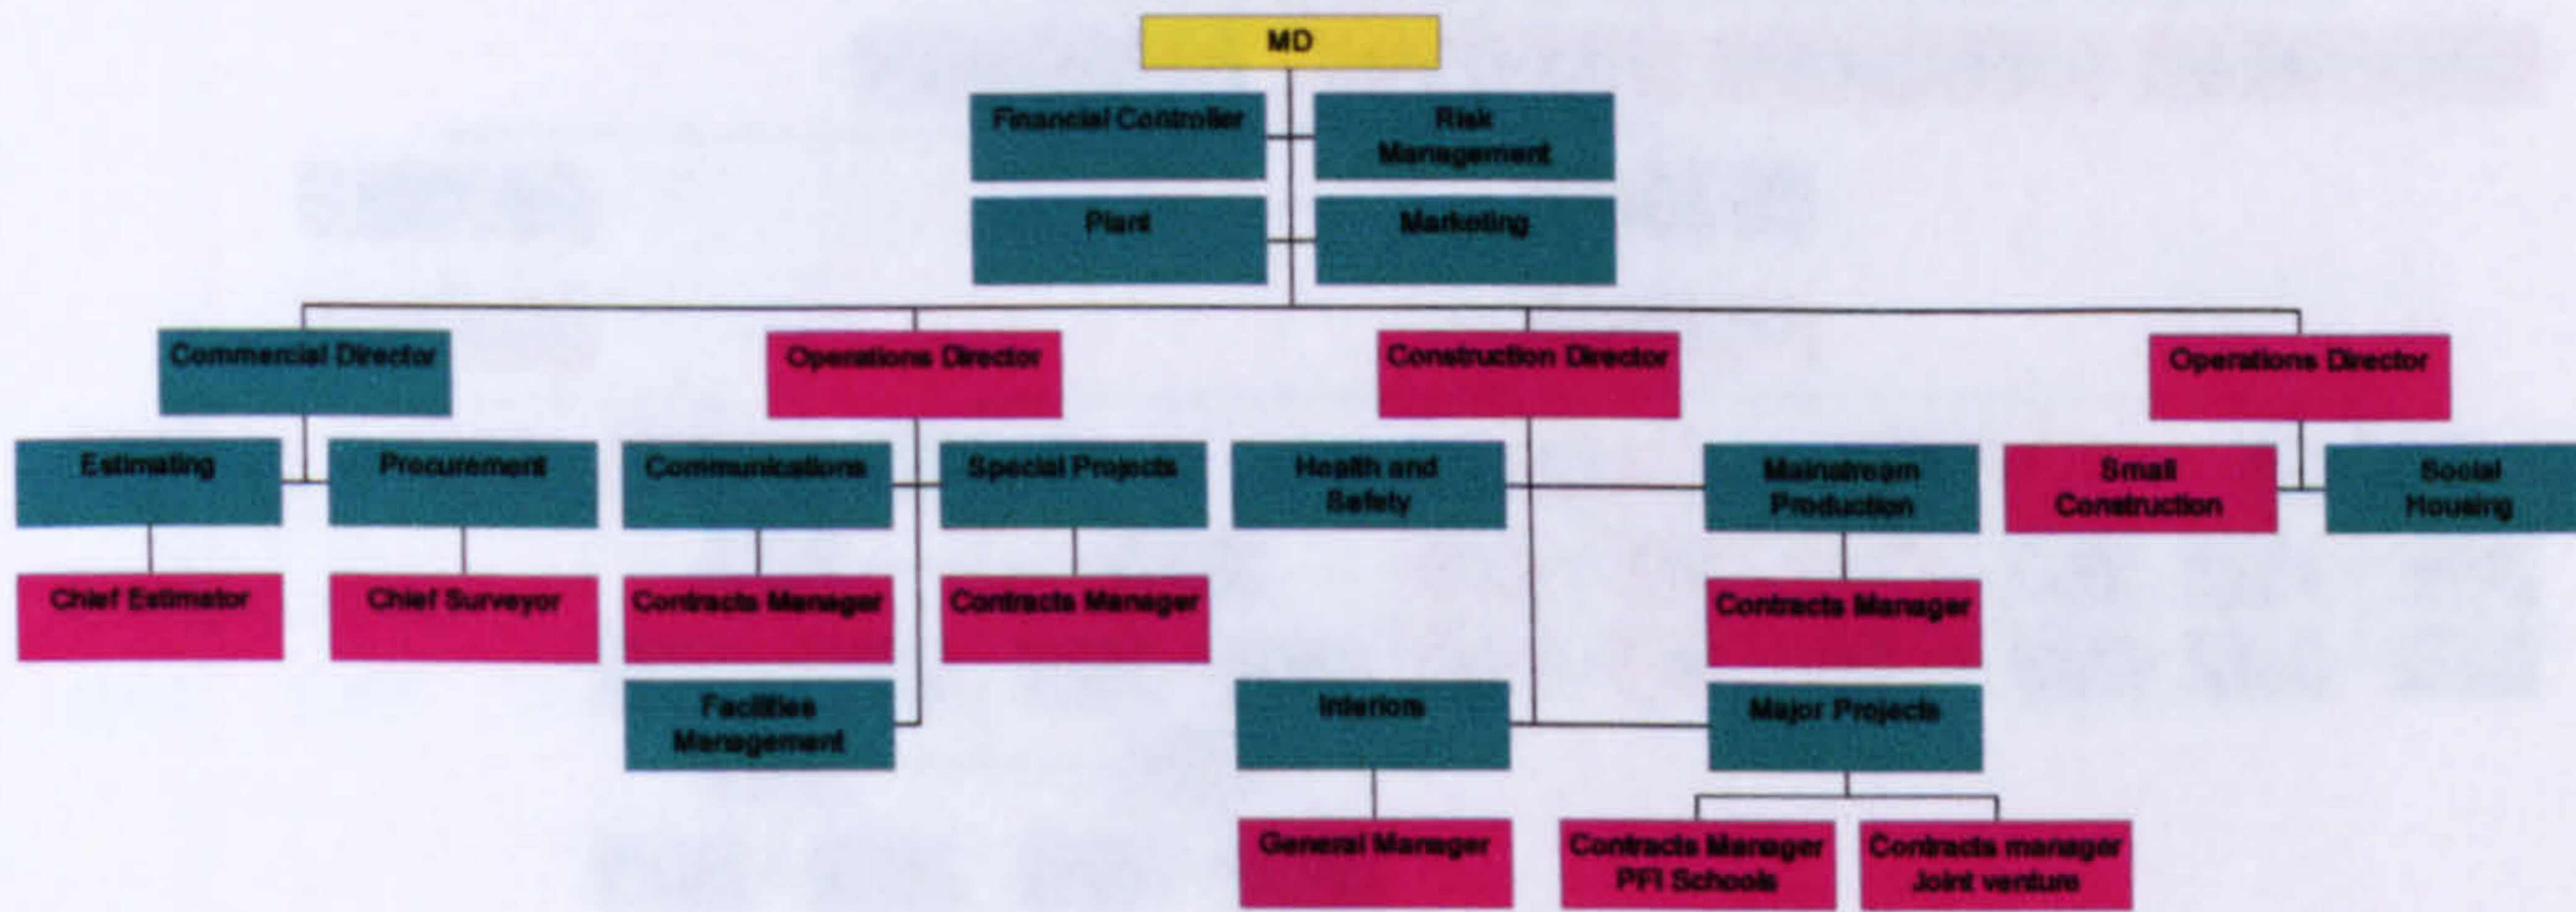 MD
Financial Controller
Risk
Management
Plant
Marketing
Commercial Director
Operations Director
Construction Director
Operations Director
Estimating
Procurement
Communications
Special Projects
Health and
Safety
Mainstream
Production
Small
Construction
Social
Housing
Chief Estimator
Chief Surveyor
Contracts Manager
Contracts Manager
Contracts Manager
Facilities
Management
Interiors
Major Projects
General Manager
Contracts Manager
PFI Schools
Contracts manager
Joint venture